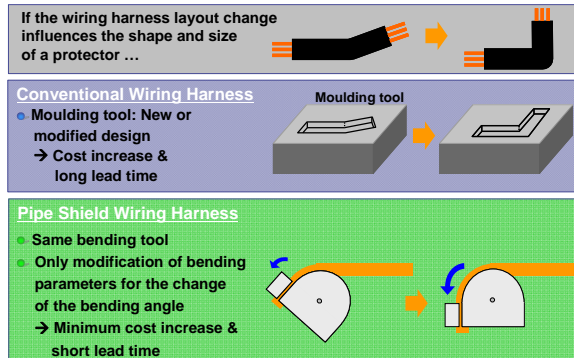 If the wiring harness layout change
influences the shape and size
of a protector …
Conventional Wiring Harness
Moulding tool: New or
modified design
→ Cost increase &
long lead time
Moulding tool
Pipe Shield Wiring Harness
Same bending tool
Only modification of bending
parameters for the change
of the bending angle
→ Minimum cost increase &
short lead time